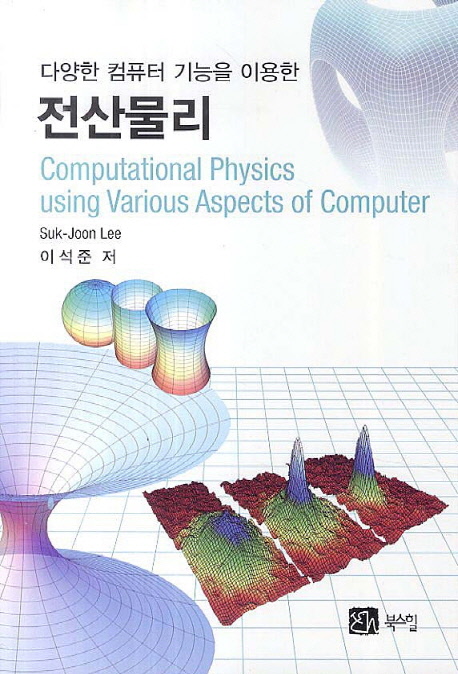 다양한 컴퓨터 기능을 이용한
전산물리
Computational Physics
using Various Aspects of Computer
Suk-Joon Lee
이석준 저
북스힐